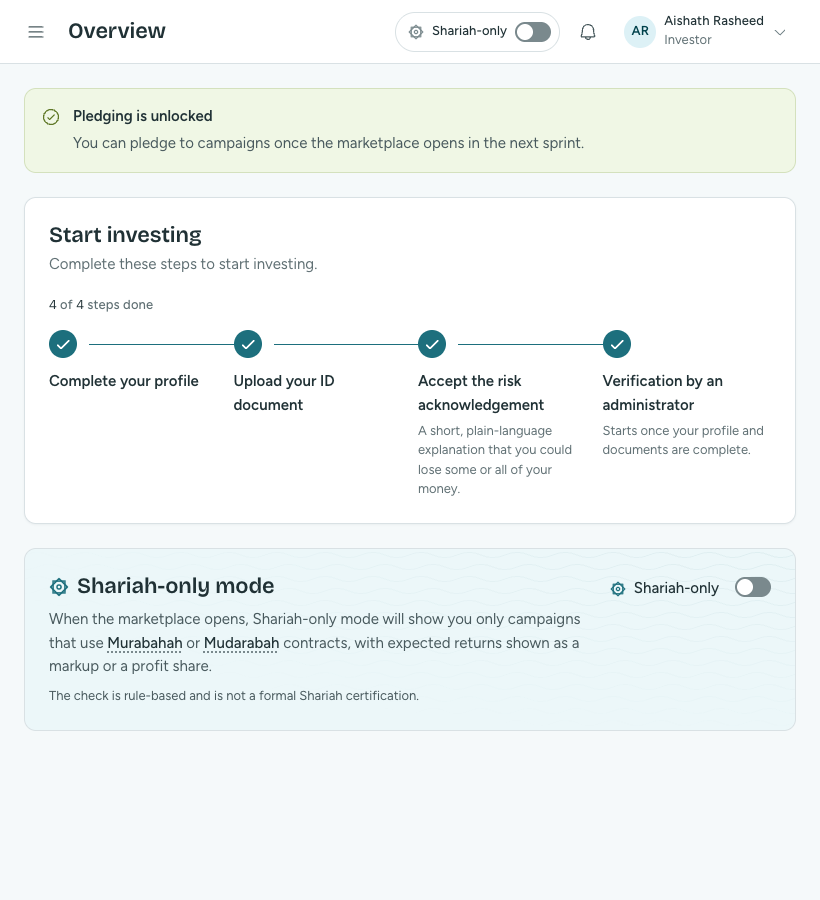 Overview
Shariah-only
AR
Aishath Rasheed
Investor
Pledging is unlocked
You can pledge to campaigns once the marketplace opens in the next sprint.
Start investing
Complete these steps to start investing.
4 of 4 steps done
Complete your profile
Upload your ID
document
Accept the risk
acknowledgement
A short, plain-language
explanation that you could
lose some or all of your
money.
Verification by an
administrator
Starts once your profile and
documents are complete.
Shariah-only mode
Shariah-only
When the marketplace opens, Shariah-only mode will show you only campaigns
that use Murabahah or Mudarabah contracts, with expected returns shown as a
markup or a profit share.
The check is rule-based and is not a formal Shariah certification.